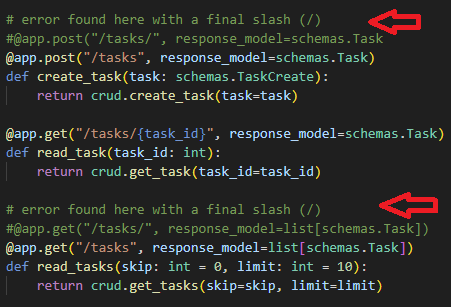 # error found here with a final slash (/)
#@app.post("/tasks/", response_model=schemas.Task
@app.post("/tasks", response_model=schemas.Task)
def create_task(task: schemas.TaskCreate):
    return crud.create_task(task=task)

@app.get("/tasks/{task_id}", response_model=schemas.Task)
def read_task(task_id: int):
    return crud.get_task(task_id=task_id)

# error found here with a final slash (/)
#@app.get("/tasks/", response_model=list[schemas.Task])
@app.get("/tasks", response_model=list[schemas.Task])
def read_tasks(skip: int = 0, limit: int = 10):
    return crud.get_tasks(skip=skip, limit=limit)